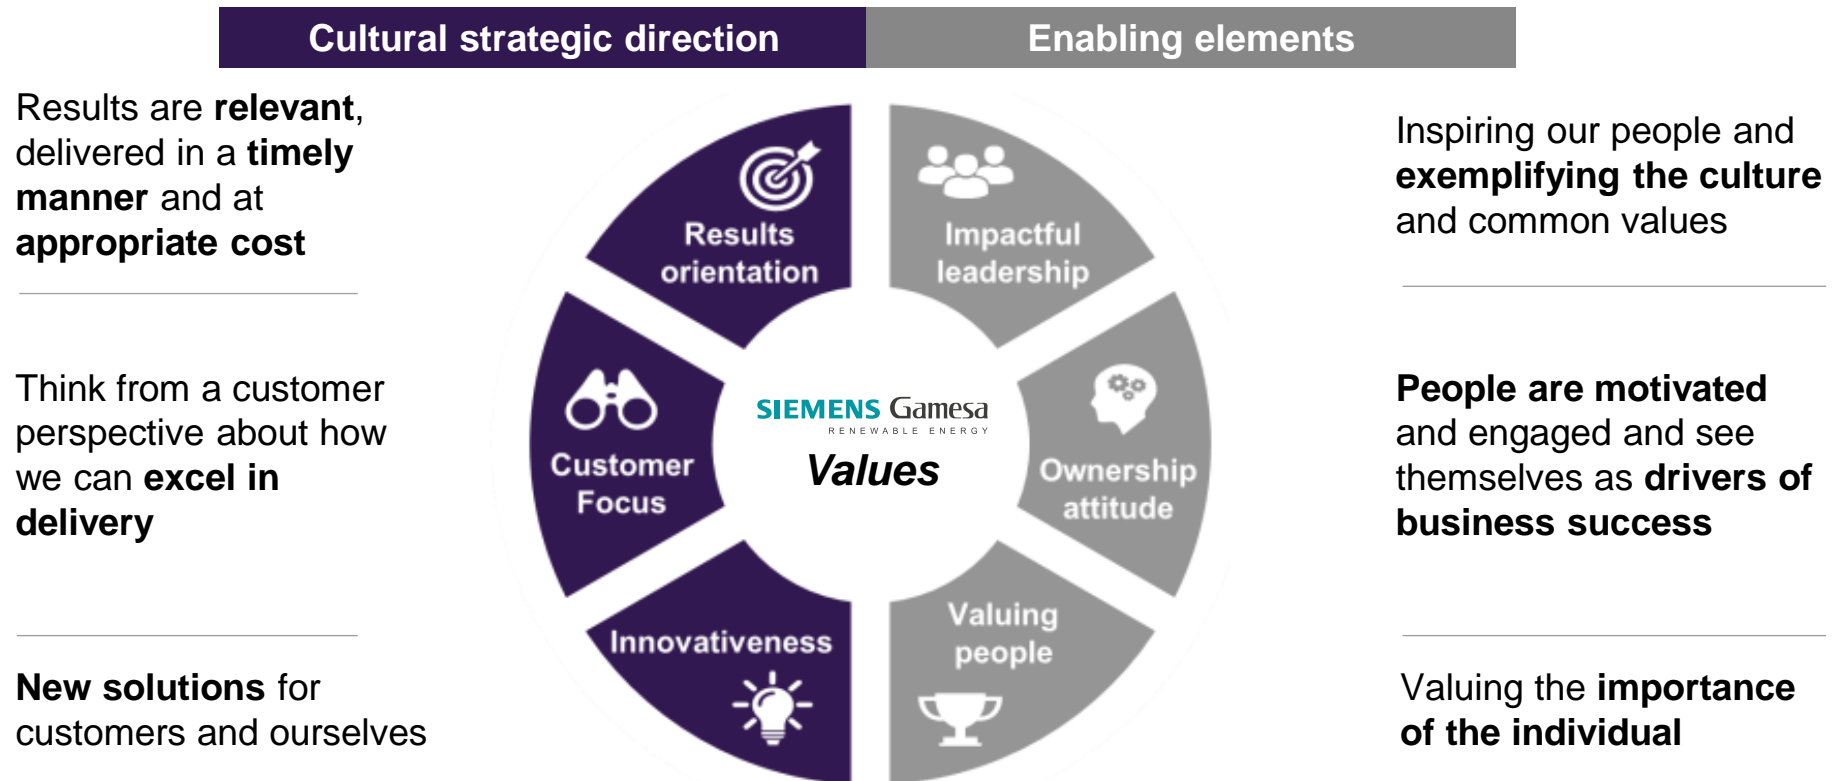 Cultural strategic direction
Enabling elements
Results are relevant,
delivered in a timely
manner and at
appropriate cost
Think from a customer
perspective about how
we can excel in
delivery
New solutions for
customers and ourselves
Results
orientation
Customer
Focus
Innovativeness
SIEMENS Gamesa
RENEWABLE ENERGY
Values
Impactful
leadership
Ownership
attitude
Valuing
people
Inspiring our people and
exemplifying the culture
and common values
People are motivated
and engaged and see
themselves as drivers of
business success
Valuing the importance
of the individual